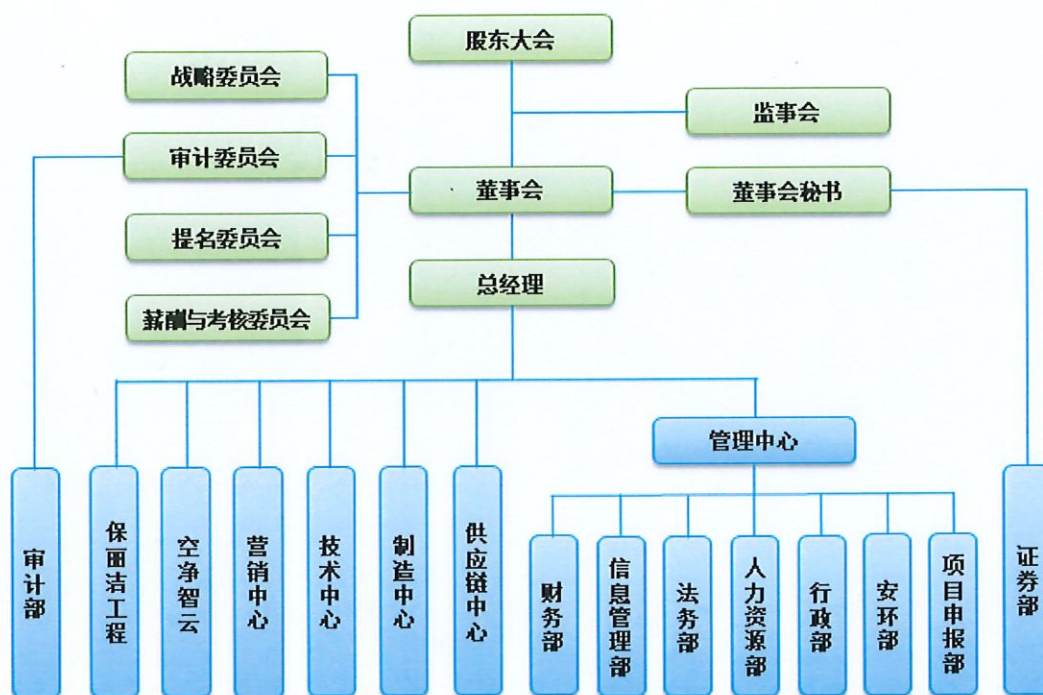 股东大会
战略委员会
监事会
审计委员会
董事会
董事会秘书
提名委员会
总经理
薪酬与考核委员会
管理中心
审计部
保丽洁工程
空净智云
营销中心
技术中心
制造中心
供应链中心
财务部
信息管理部
法务部
人力资源部
行政部
安环部
项目申报部
证券部